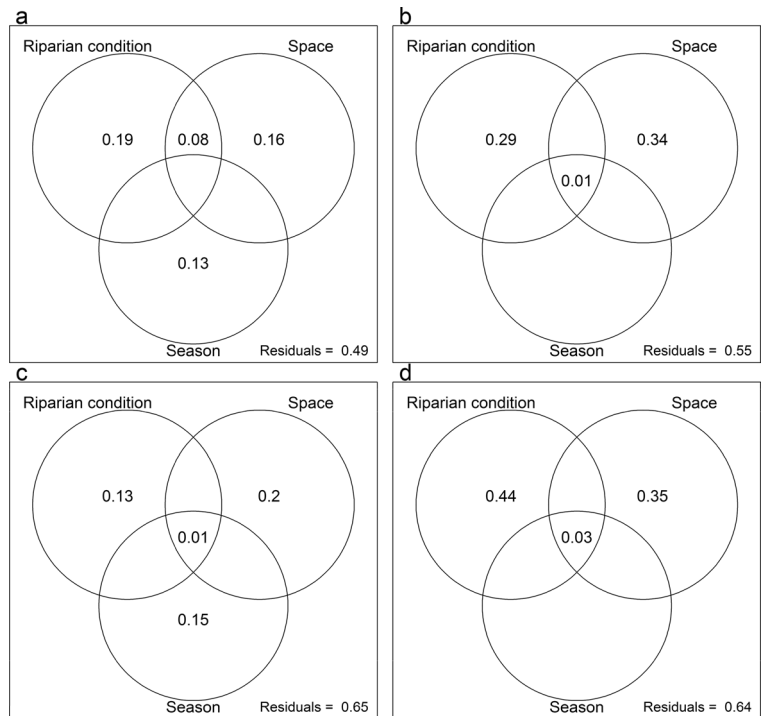 a
Riparian condition Space
0.19 0.08 0.16
0.13
Season Residuals = 0.49
b
Riparian condition Space
0.29 0.34
0.01
Season Residuals = 0.55
c
Riparian condition Space
0.13 0.2
0.01
0.15
Season Residuals = 0.65
d
Riparian condition Space
0.44 0.35
0.03
Season Residuals = 0.64